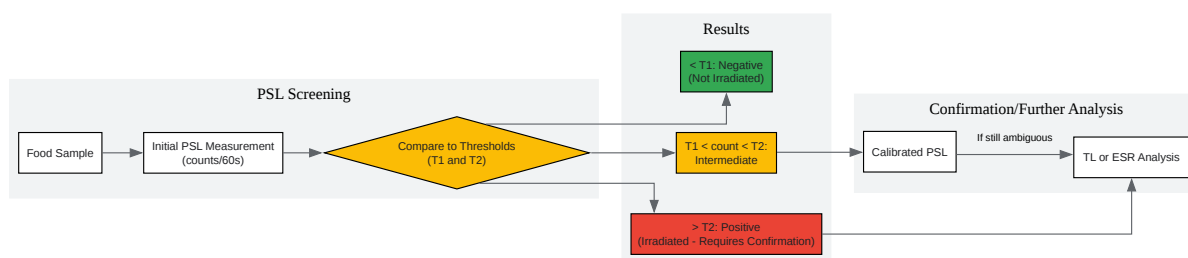 PSL Screening
Food Sample
Initial PSL Measurement
(counts/60s)
Compare to Thresholds
(T1 and T2)
Results
< T1: Negative
(Not Irradiated)
T1 < count < T2:
Intermediate
> T2: Positive
(Irradiated - Requires Confirmation)
Confirmation/Further Analysis
Calibrated PSL
If still ambiguous
TL or ESR Analysis